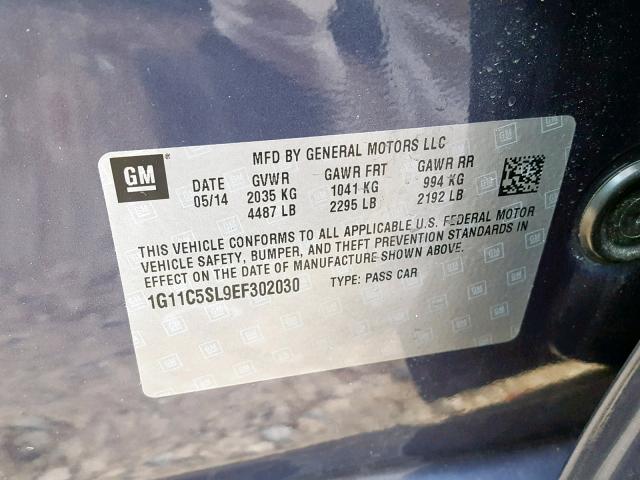 GM
MFD BY GENERAL MOTORS LLC
DATE GVWR GAWR FRT GAWR RR
05/14 2035 KG 1041 KG 994 KG
4487 LB 2295 LB 2192 LB
THIS VEHICLE CONFORMS TO ALL APPLICABLE U.S. FEDERAL MOTOR
VEHICLE SAFETY, BUMPER, AND THEFT PREVENTION STANDARDS IN
EFFECT ON THE DATE OF MANUFACTURE SHOWN ABOVE.
1G11C5SL9EF302030 TYPE: PASS CAR